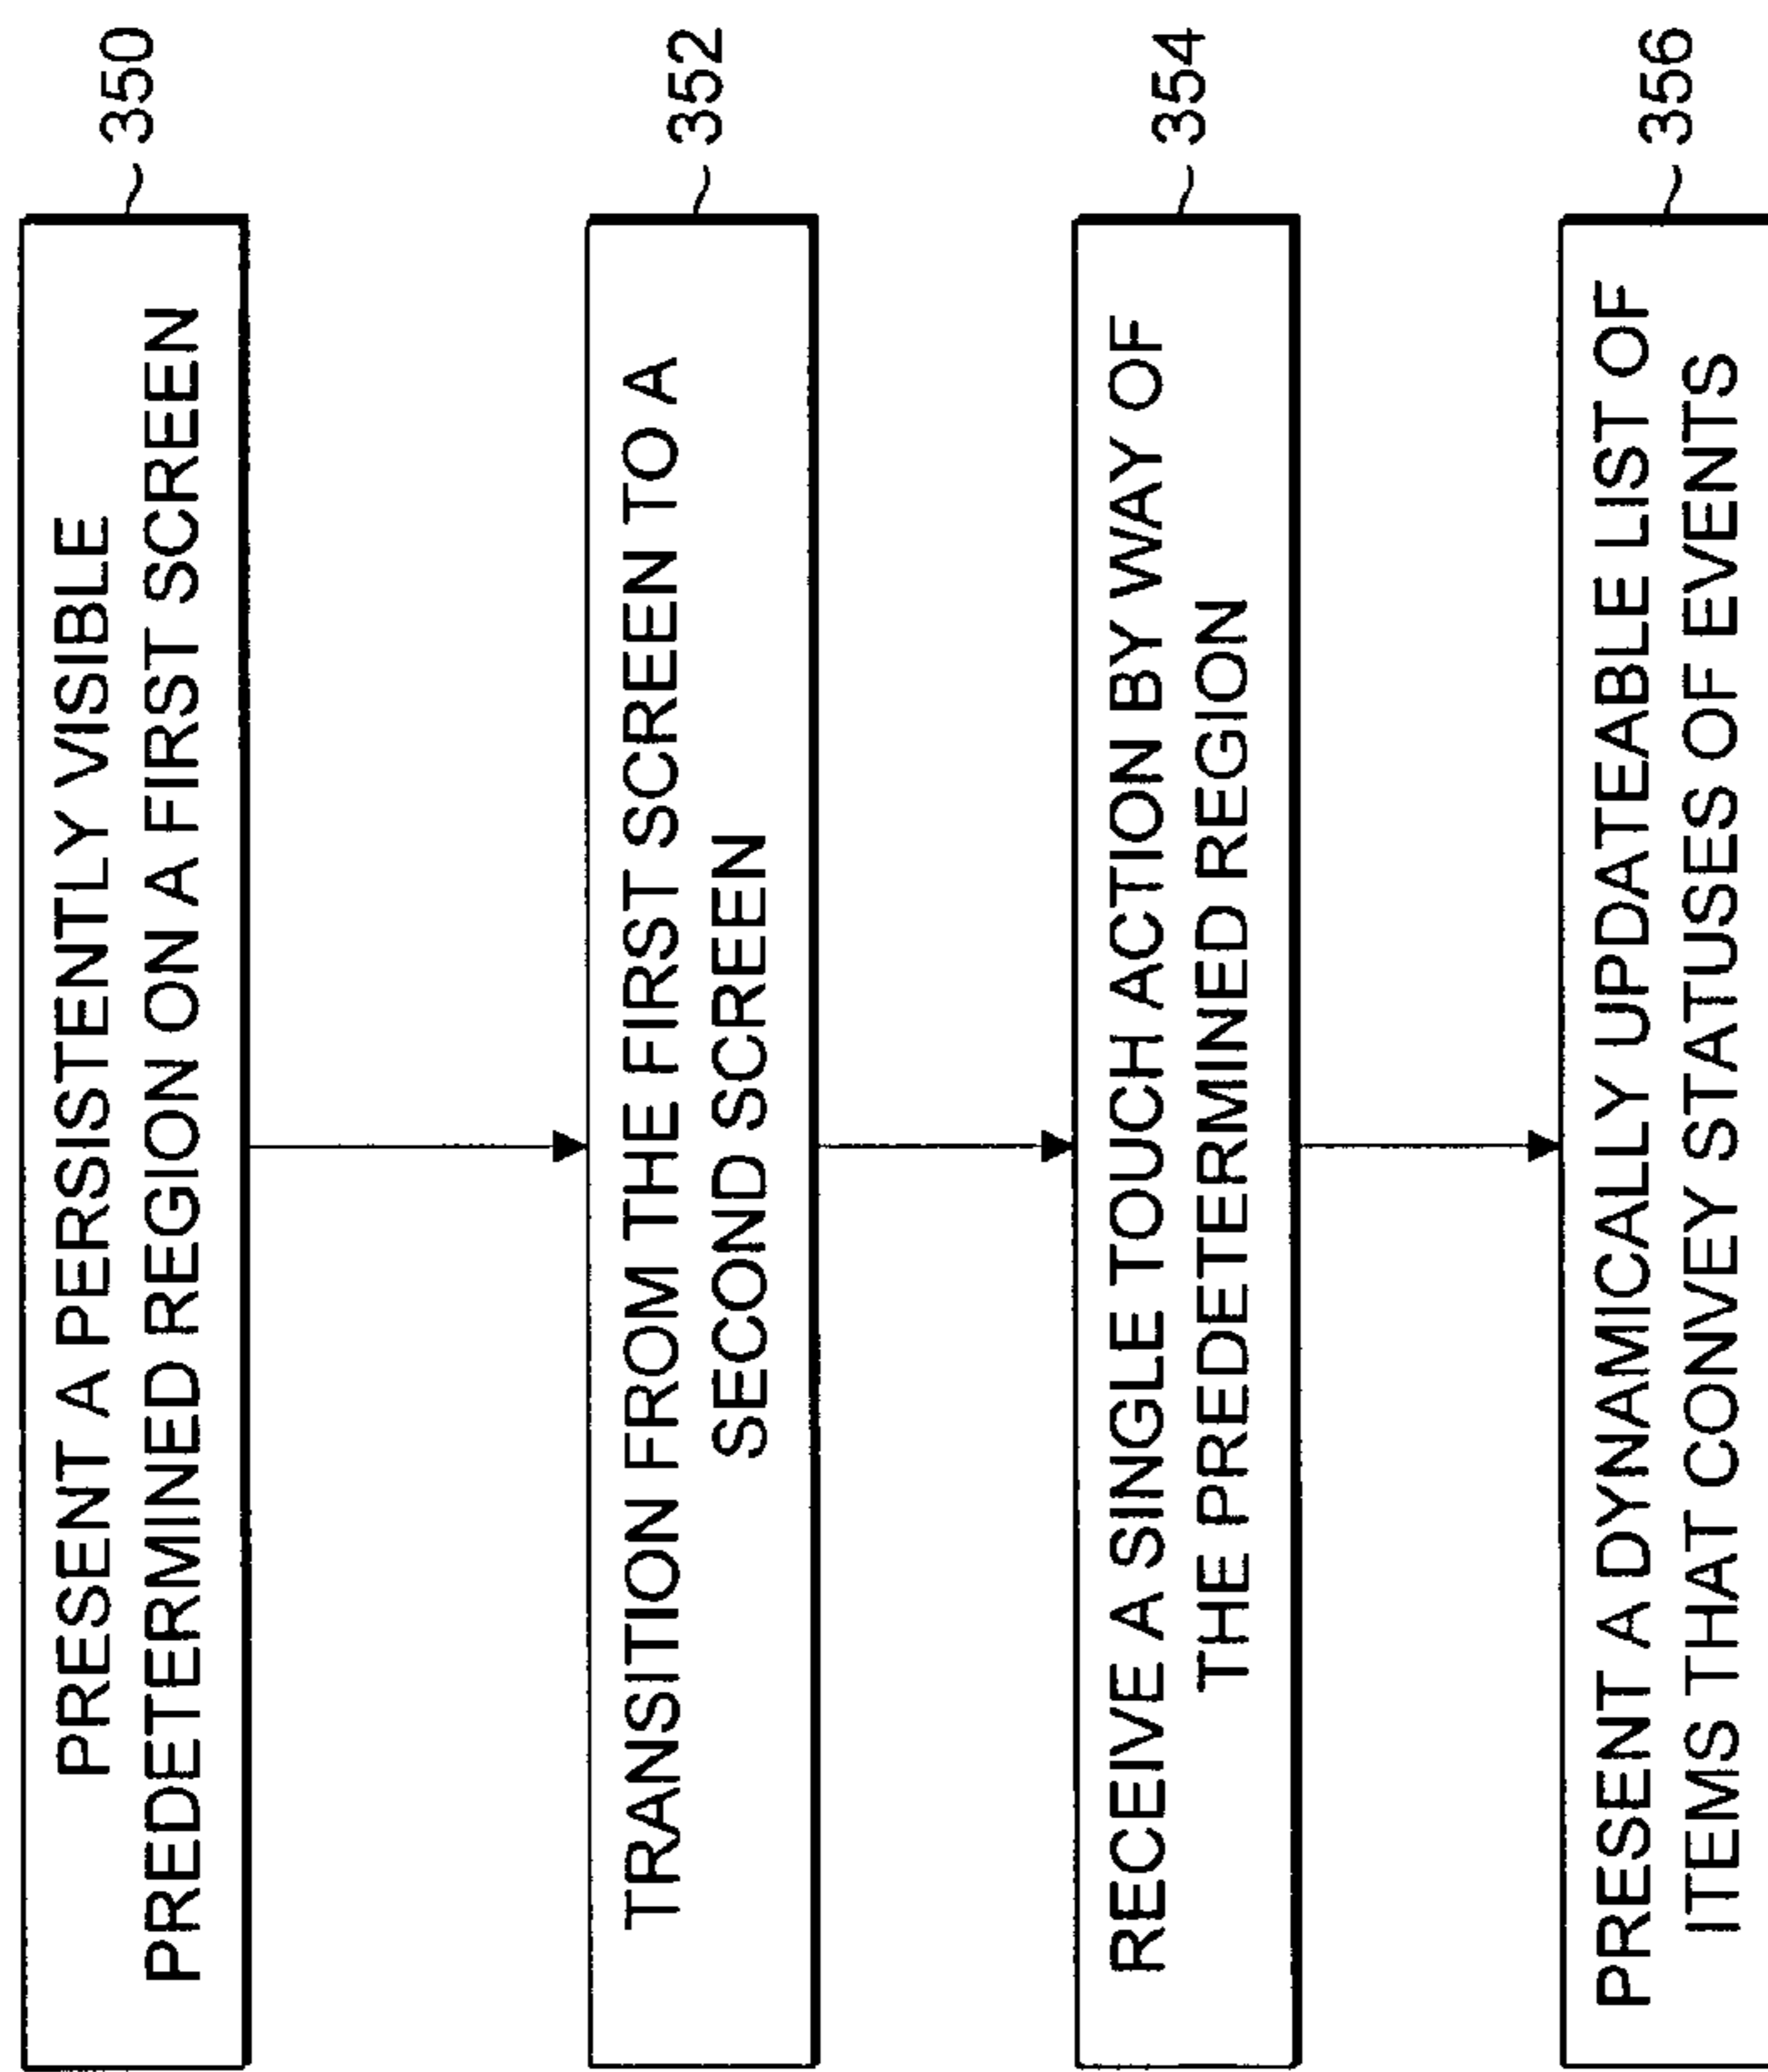 PRESENT A PERSISTENTLY VISIBLE
PREDETERMINED REGION ON A FIRST SCREEN
350
TRANSITION FROM THE FIRST SCREEN TO A
SECOND SCREEN
352
RECEIVE A SINGLE TOUCH ACTION BY WAY OF
THE PREDETERMINED REGION
354
PRESENT A DYNAMICALLY UPDATEABLE LIST OF
ITEMS THAT CONVEY STATUSES OF EVENTS
356